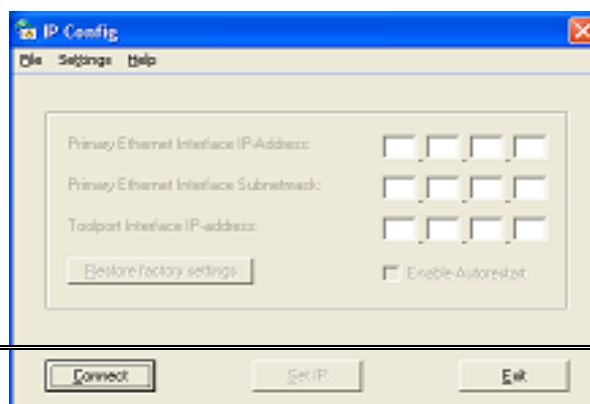 IP Config
File Settings Help
Primary Ethernet Interface IP-Address:
Primary Ethernet Interface Subnetmask:
Toolport Interface IP-address:
Restore factory settings
Enable Autorestart
Connect Set IP Exit